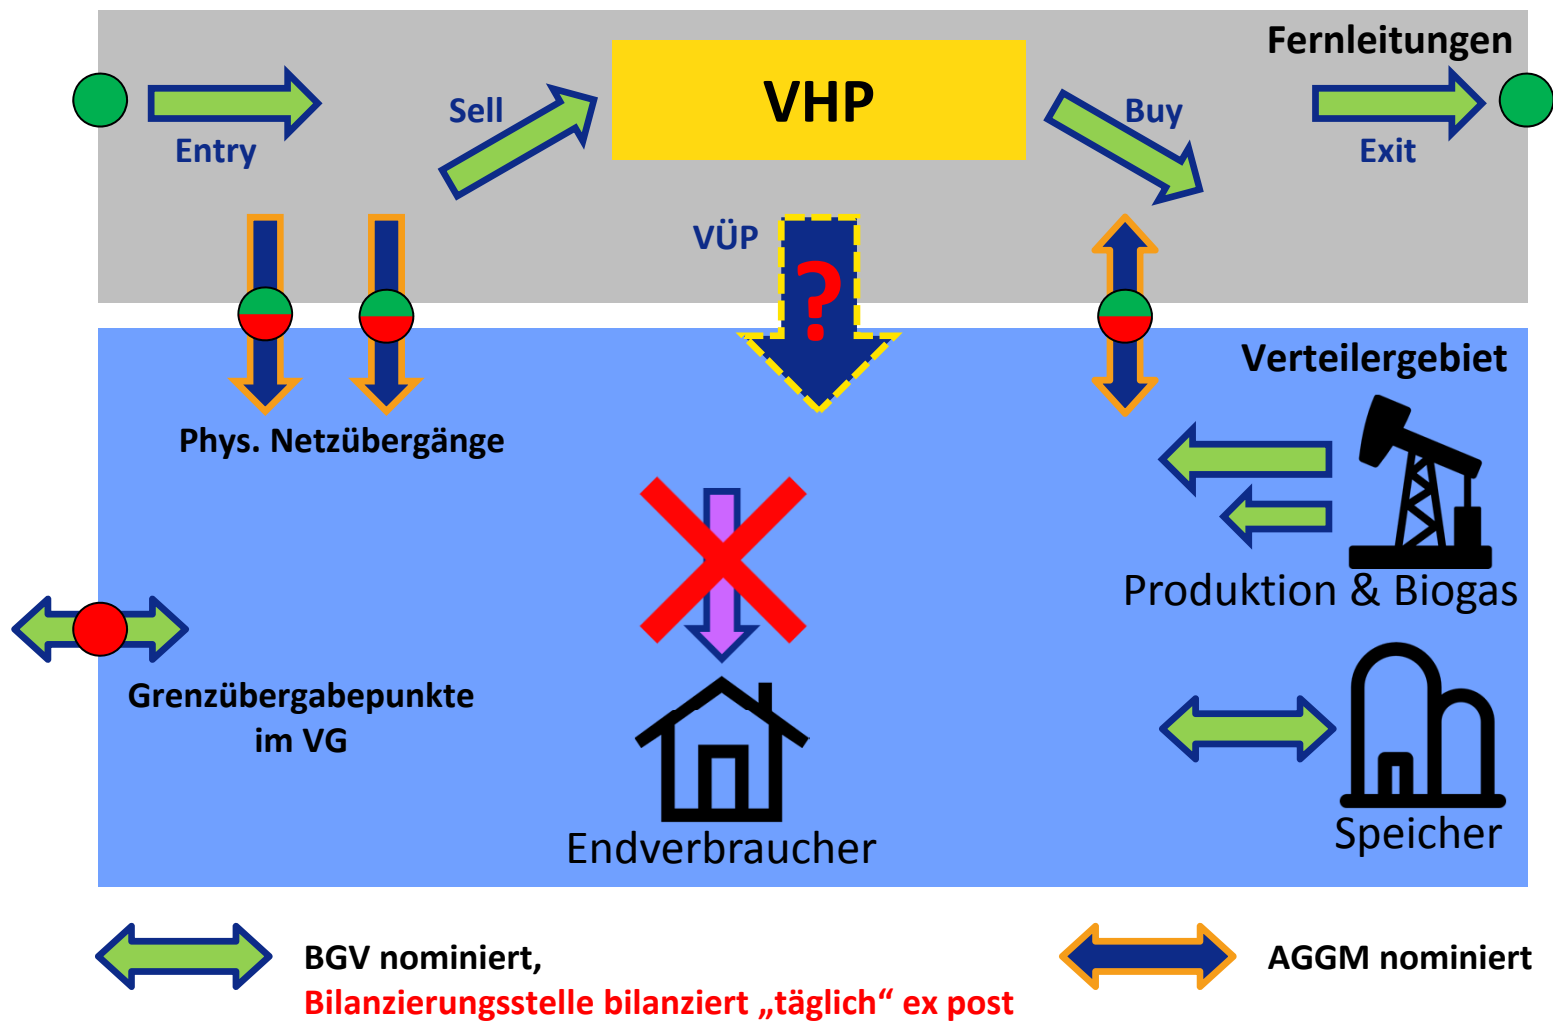 Fernleitungen
VHP
Sell
Buy
Entry
Exit
VÜP
?
Verteilergebiet
Phys. Netzübergänge
Produktion & Biogas
Grenzübergabepunkte
im VG
Endverbraucher
Speicher
BGV nominiert,
Bilanzierungsstelle bilanziert „täglich“ ex post
AGGM nominiert